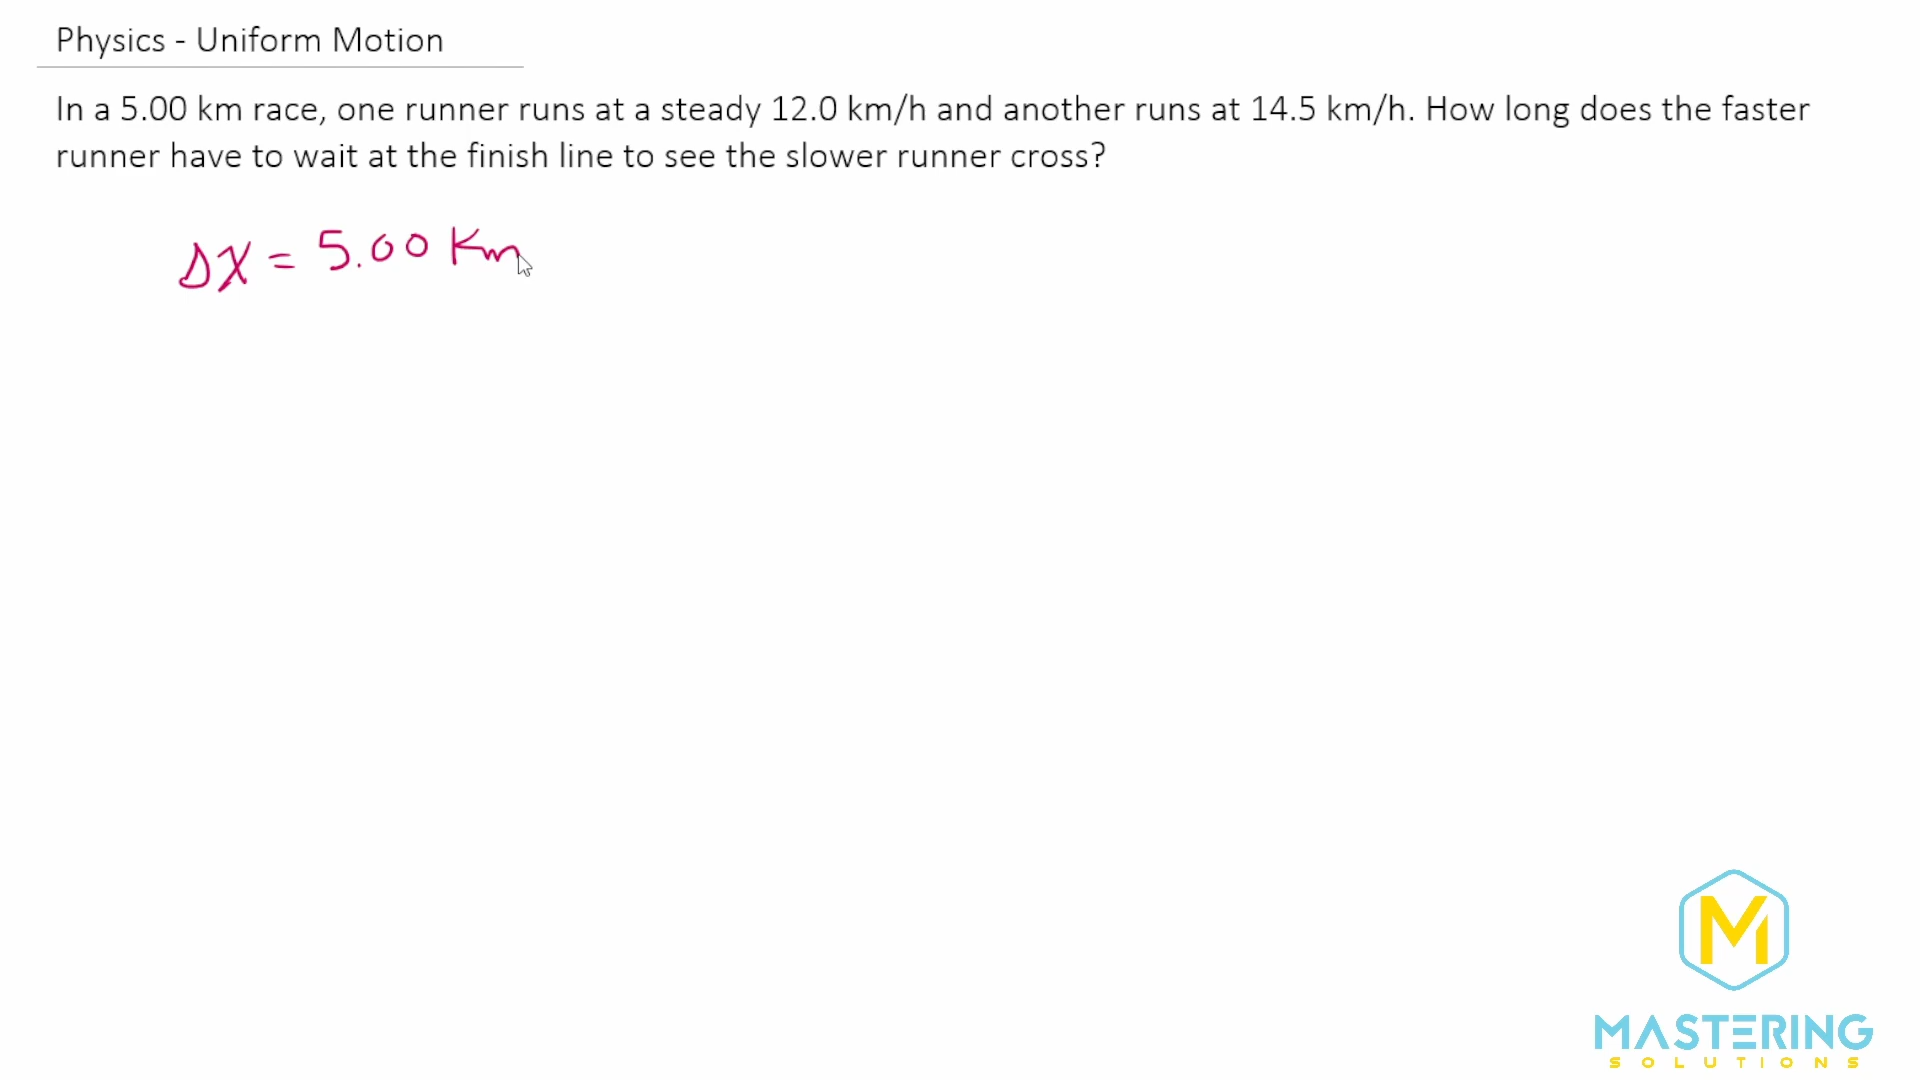 Physics - Uniform Motion
In a 5.00 km race, one runner runs at a steady 12.0 km/h and another runs at 14.5 km/h. How long does the faster
runner have to wait at the finish line to see the slower runner cross?
Δx = 5.00 Km
M
MASTERING
SOLUTIONS